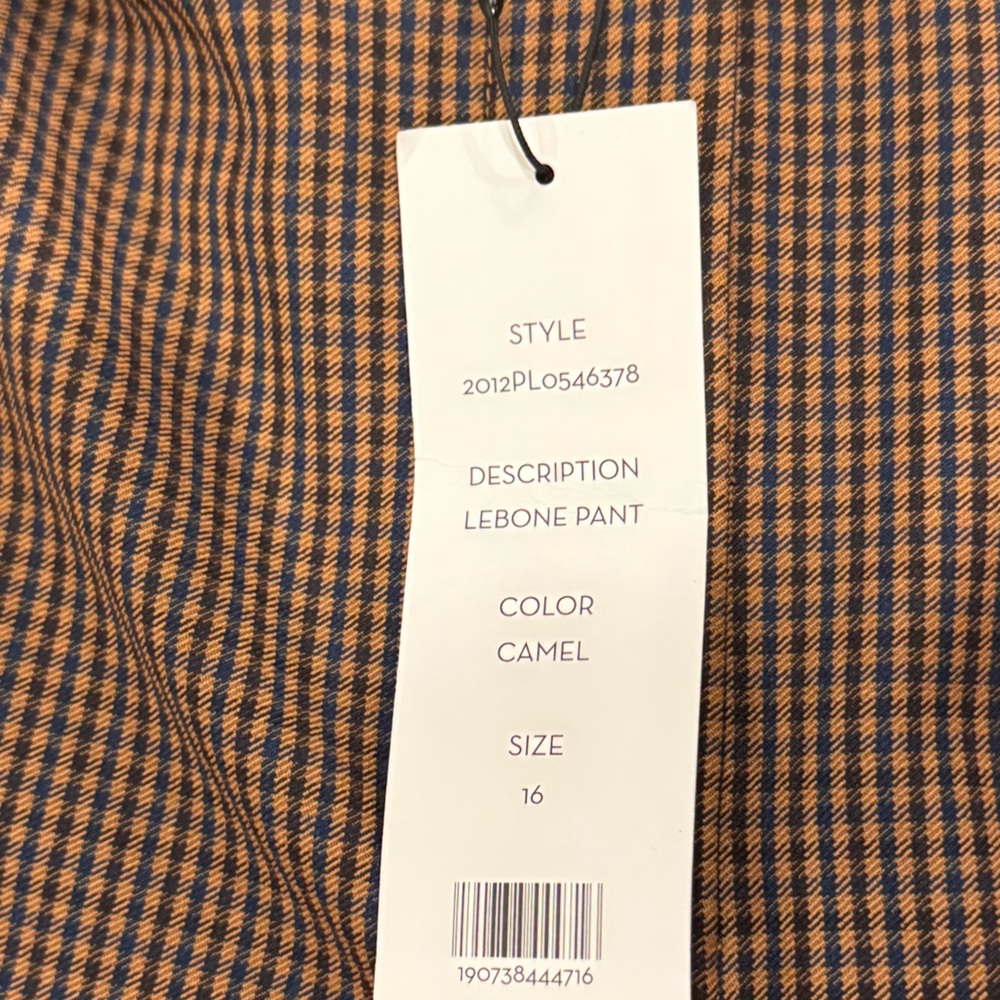 STYLE
2012PL0546378
DESCRIPTION
LEBONE PANT
COLOR
CAMEL
SIZE
16
190738444716